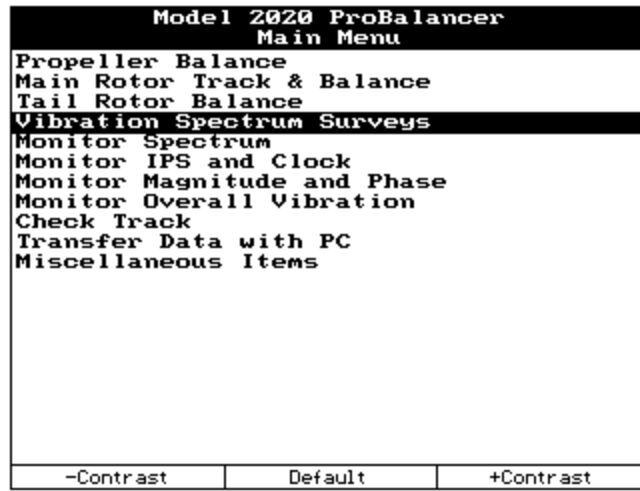 Model 2020 ProBalancer
Main Menu
Propeller Balance
Main Rotor Track & Balance
Tail Rotor Balance
Vibration Spectrum Surveys
Monitor Spectrum
Monitor IPS and Clock
Monitor Magnitude and Phase
Monitor Overall Vibration
Check Track
Transfer Data with PC
Miscellaneous Items
-Contrast Default +Contrast